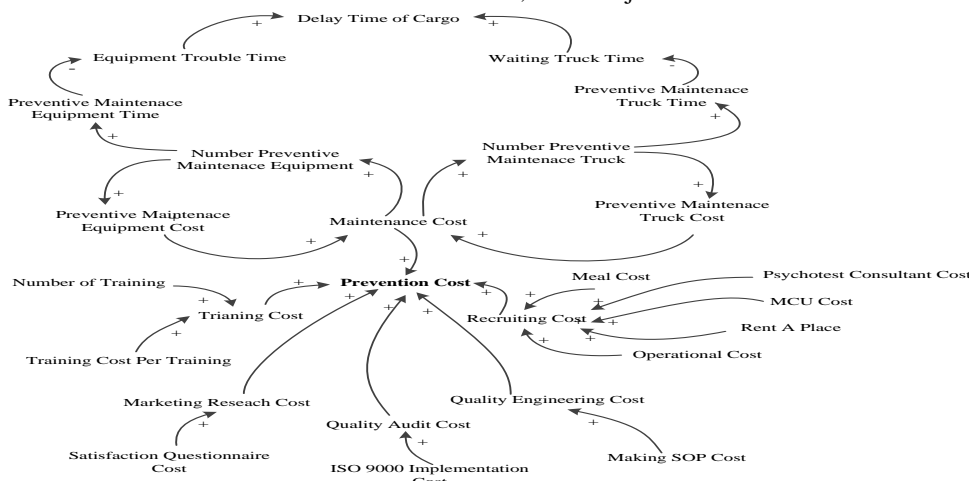 Delay Time of Cargo
Equipment Trouble Time
Waiting Truck Time
Preventive Maintenace
Equipment Time
Preventive Maintenace
Truck Time
Number Preventive
Maintenace Equipment
Number Preventive
Maintenace Truck
Preventive Maintenace
Equipment Cost
Maintenance Cost
Preventive Maintenace
Truck Cost
Number of Training
Prevention Cost
Meal Cost
Psychotest Consultant Cost
Trianing Cost
Recruiting Cost
MCU Cost
Rent A Place
Training Cost Per Training
Operational Cost
Marketing Reseach Cost
Quality Engineering Cost
Quality Audit Cost
Satisfaction Questionnaire
Cost
ISO 9000 Implementation
Cost
Making SOP Cost